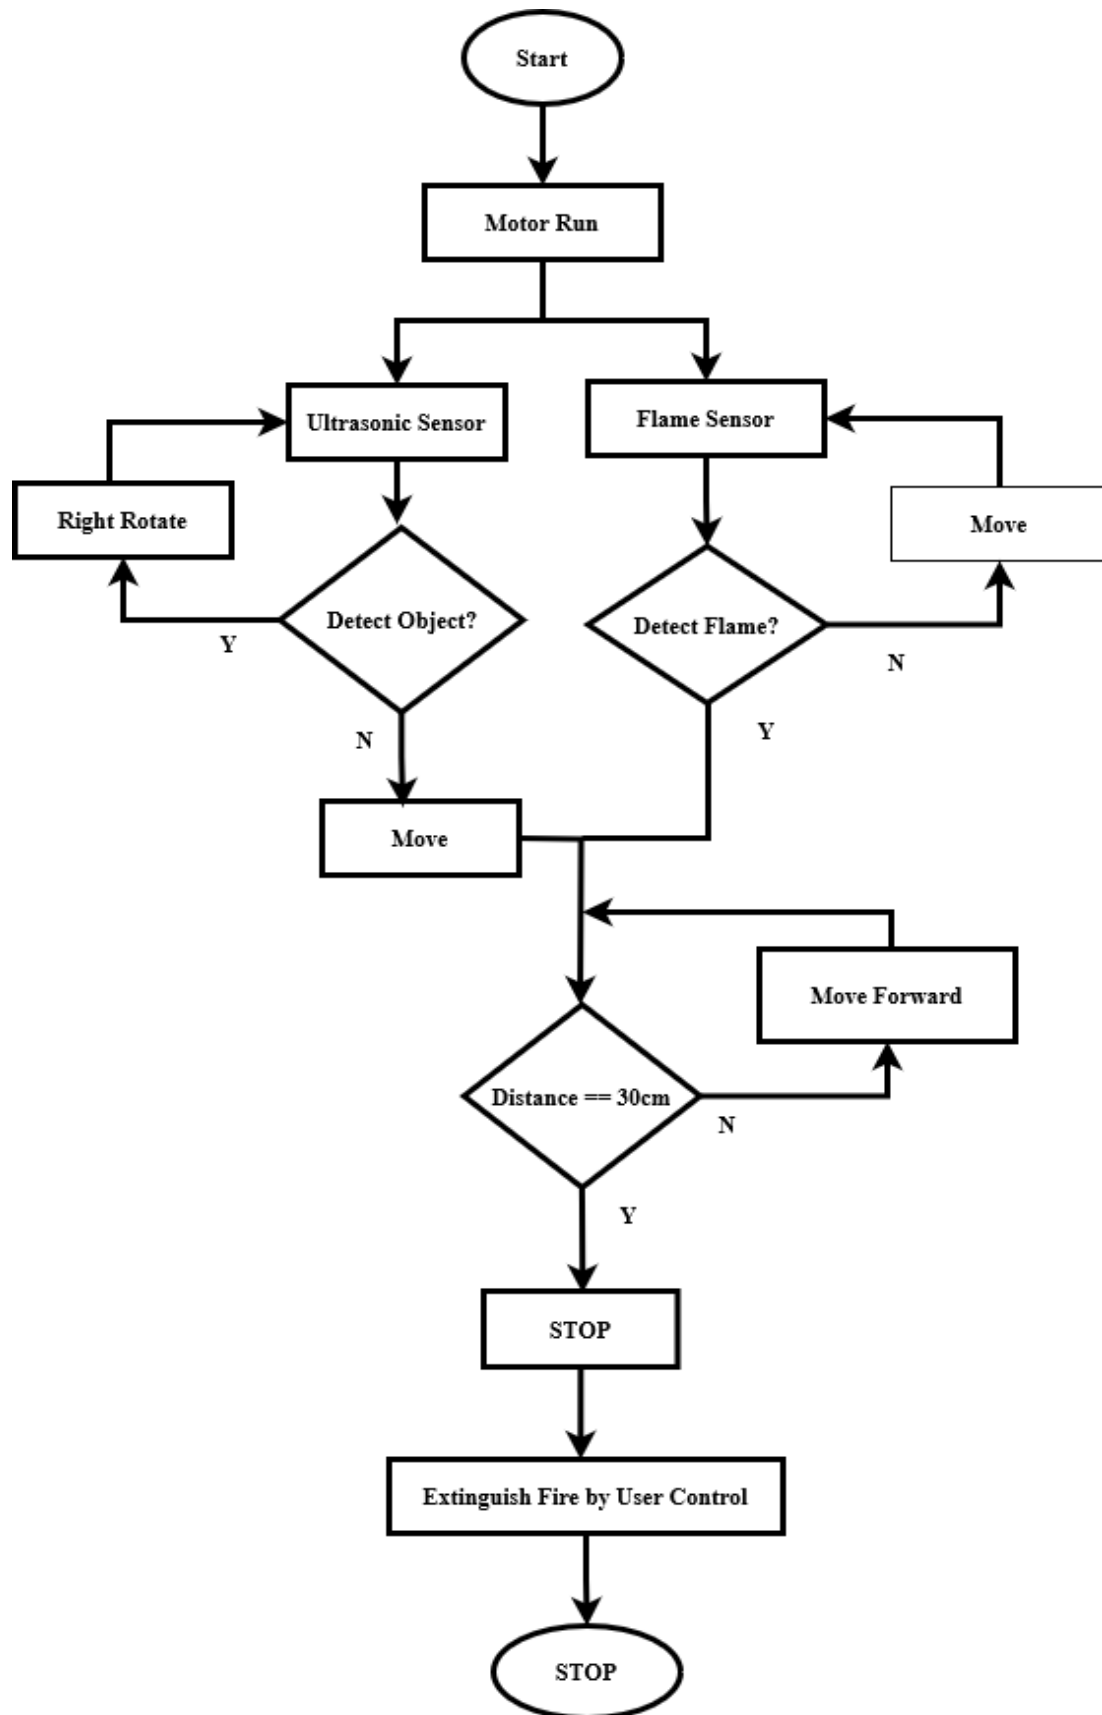 Start
Motor Run
Ultrasonic Sensor
Flame Sensor
Right Rotate
Move
Detect Object?
Detect Flame?
Y
N
N
Y
Move
Move Forward
Distance == 30cm
N
Y
STOP
Extinguish Fire by User Control
STOP